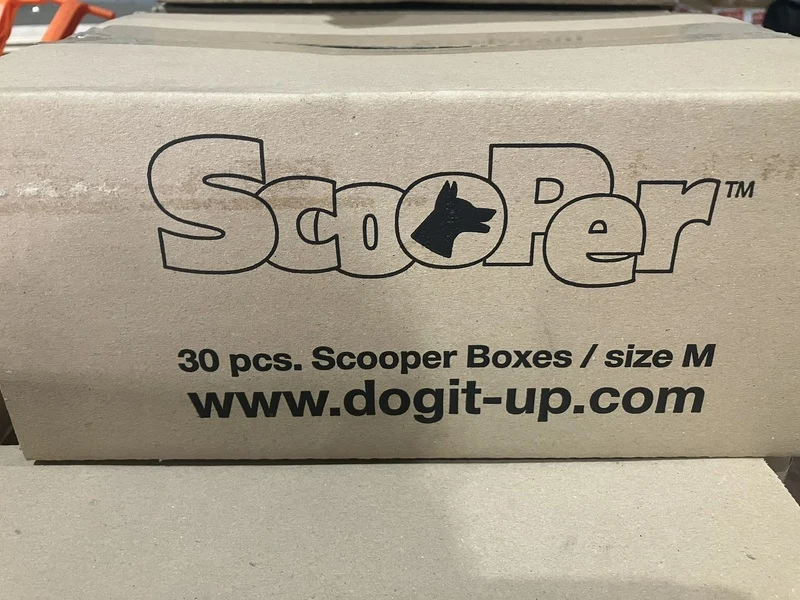 ScooPer™
30 pcs. Scooper Boxes / size M
www.dogit-up.com